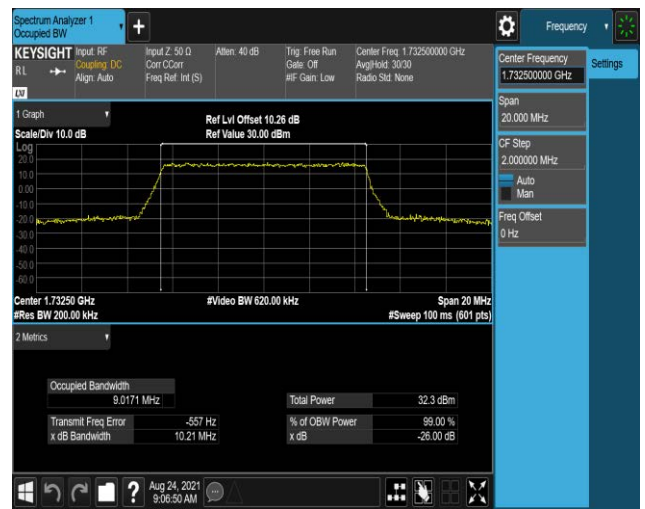 Spectrum Analyzer 1
Occupied BW
+
Frequency
KEYSIGHT Input: RF Input Z: 50 Ω Atten: 40 dB Trig: Free Run Center Freq: 1.732500000 GHz
R L Coupling: DC Corr CCorr Gate: Off Avg|Hold: 30/30
Align: Auto Freq Ref: Int (S) #IF Gain: Low Radio Std: None
LXI
Center Frequency
1.732500000 GHz
Settings
Span
20.000 MHz
CF Step
2.000000 MHz
Auto
Man
Freq Offset
0 Hz
1 Graph
Ref Lvl Offset 10.26 dB
Scale/Div 10.0 dB Ref Value 30.00 dBm
Log
20.0
10.0
0.00
-10.0
-20.0
-30.0
-40.0
-50.0
-60.0
Center 1.73250 GHz #Video BW 620.00 kHz Span 20 MHz
#Res BW 200.00 kHz #Sweep 100 ms (601 pts)
2 Metrics
Occupied Bandwidth
9.0171 MHz Total Power 32.3 dBm
Transmit Freq Error -557 Hz % of OBW Power 99.00 %
x dB Bandwidth 10.21 MHz x dB -26.00 dB
? Aug 24, 2021
9:06:50 AM